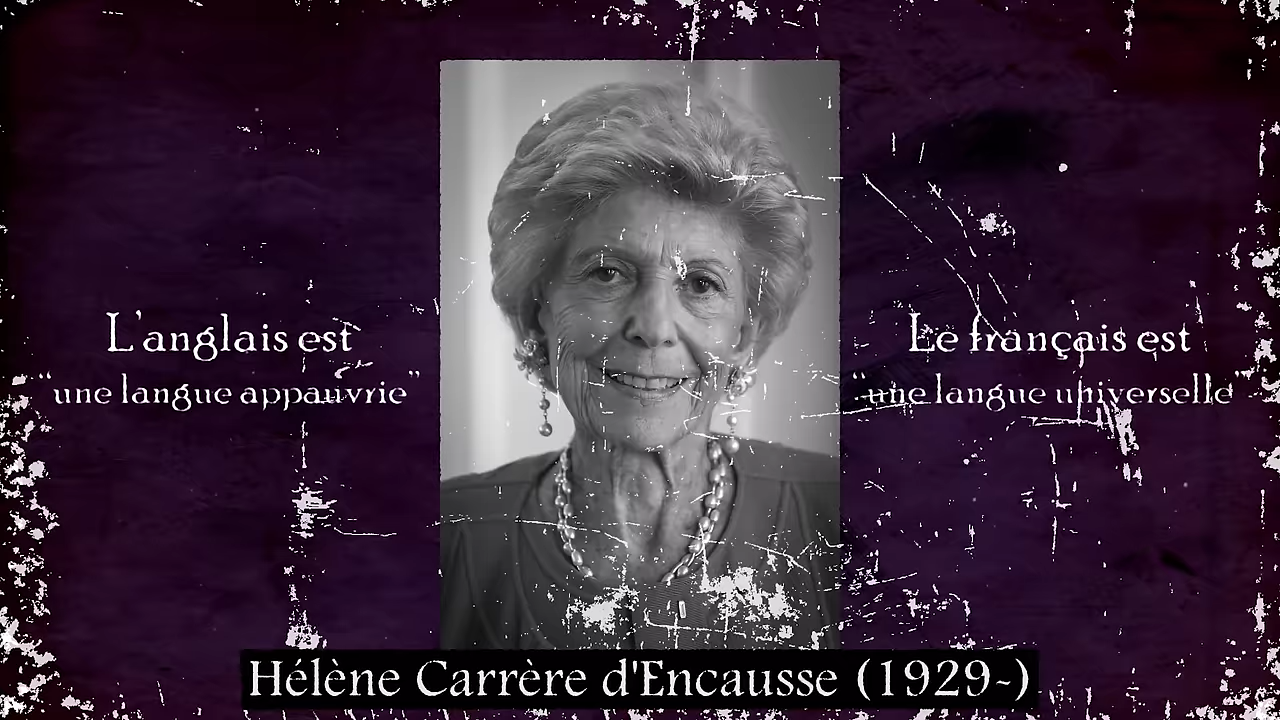 L'anglais est
"une langue appauvrie"
Le français est
"une langue universelle
Hélène Carrère d'Encausse (1929-)